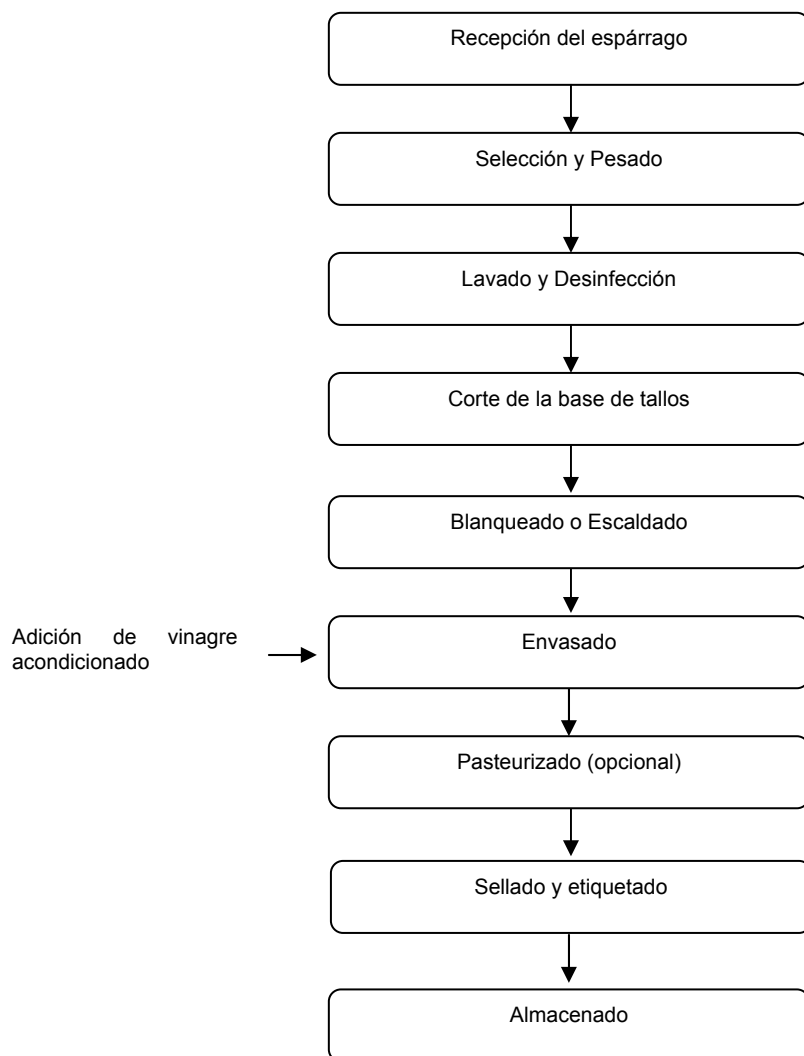 Recepción del espárrago
Selección y Pesado
Lavado y Desinfección
Corte de la base de tallos
Blanqueado o Escaldado
Adición de vinagre
acondicionado
Envasado
Pasteurizado (opcional)
Sellado y etiquetado
Almacenado